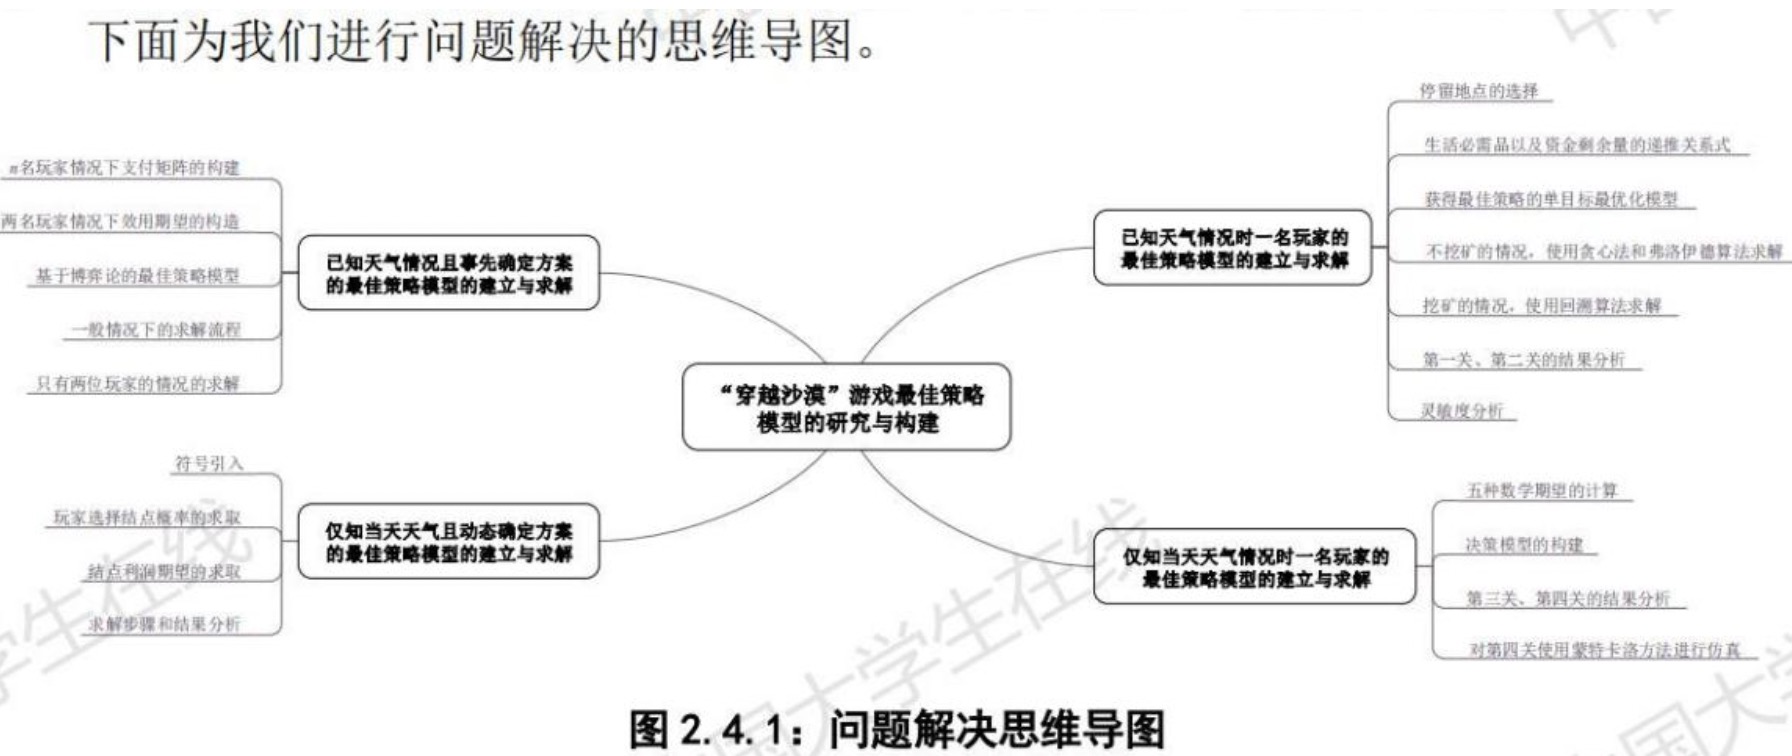 下面为我们进行问题解决的思维导图。
n名玩家情况下支付矩阵的构建
两名玩家情况下效用期望的构造
基于博弈论的最佳策略模型
一般情况下的求解流程
只有两位玩家的情况的求解
已知天气情况且事先确定方案
的最佳策略模型的建立与求解
符号引入
玩家选择结点概率的求取
结点利润期望的求取
求解步骤和结果分析
仅知当天天气且动态确定方案
的最佳策略模型的建立与求解
“穿越沙漠”游戏最佳策略
模型的研究与构建
已知天气情况时一名玩家的
最佳策略模型的建立与求解
停留地点的选择
生活必需品以及资金剩余量的递推关系式
获得最佳策略的单目标最优化模型
不挖矿的情况，使用贪心法和弗洛伊德算法求解
挖矿的情况，使用回溯算法求解
第一关、第二关的结果分析
灵敏度分析
仅知当天天气情况时一名玩家的
最佳策略模型的建立与求解
五种数学期望的计算
决策模型的构建
第三关、第四关的结果分析
对第四关使用蒙特卡洛方法进行仿真
图 2.4.1：问题解决思维导图
学生在线
国大学生在线
国大学